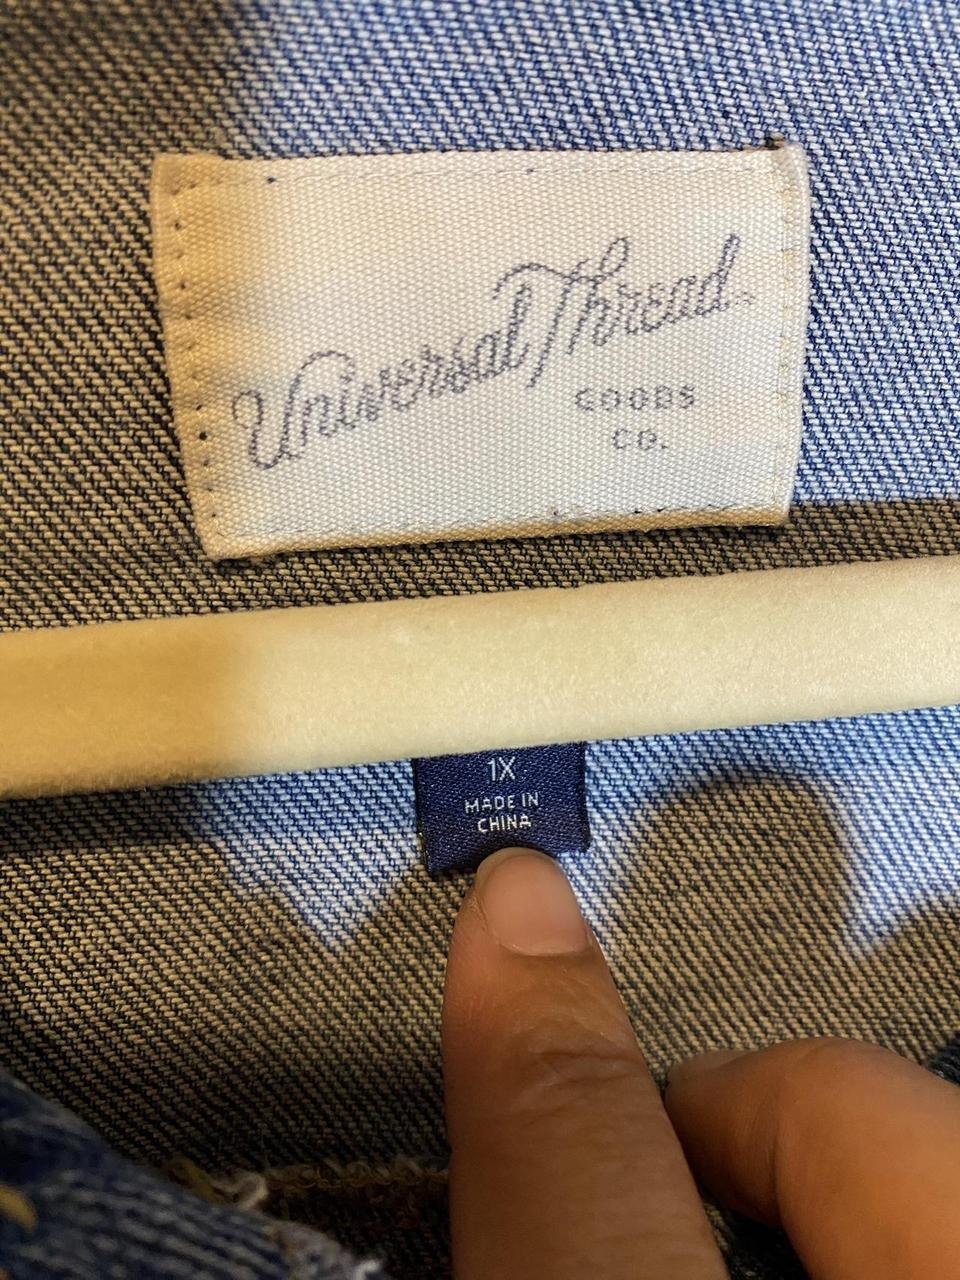 Universal Thread
GOODS
CO.
1X
MADE IN
CHINA